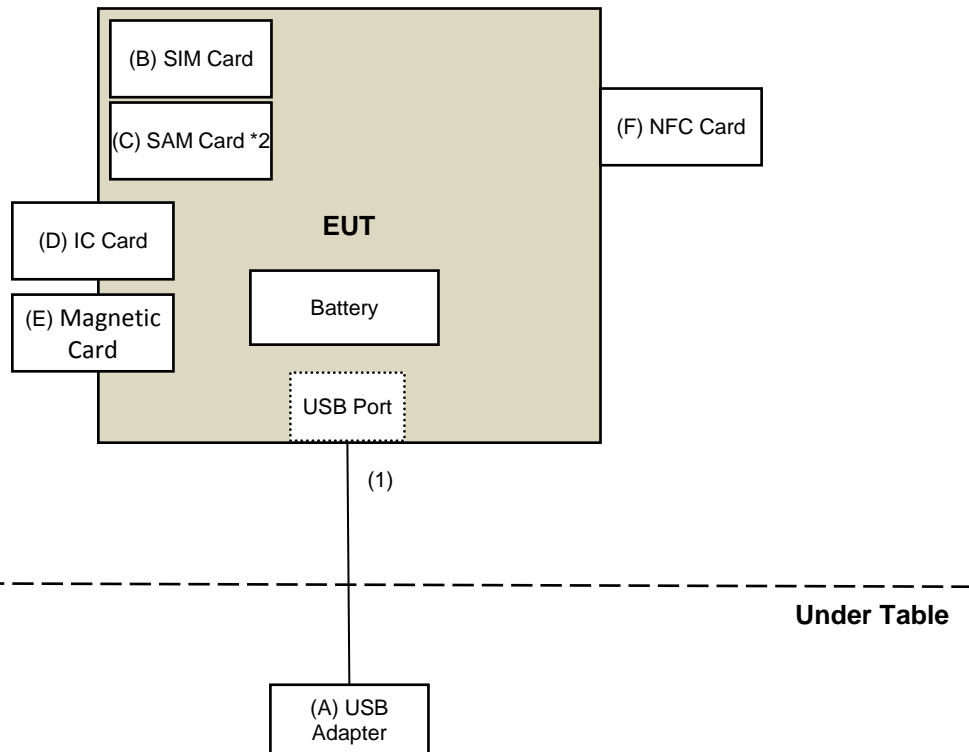 (B) SIM Card
(C) SAM Card *2
(F) NFC Card
EUT
(D) IC Card
Battery
(E) Magnetic
Card
USB Port
(1)
Under Table
(A) USB
Adapter